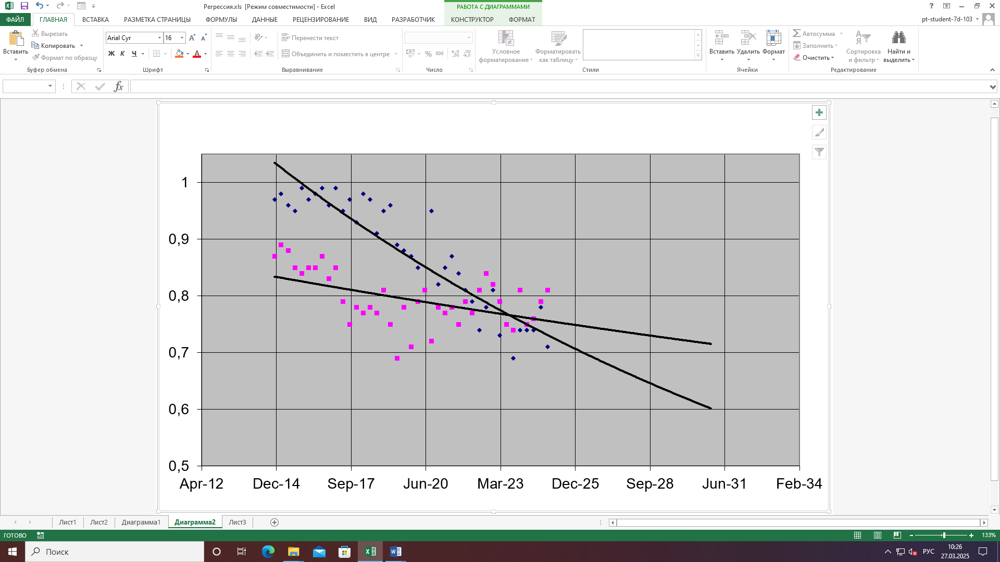 Регрессия.xls [Режим совместимости] - Excel
РАБОТА С ДИАГРАММАМИ
ФАЙЛ ГЛАВНАЯ ВСТАВКА РАЗМЕТКА СТРАНИЦЫ ФОРМУЛЫ ДАННЫЕ РЕЦЕНЗИРОВАНИЕ ВИД РАЗРАБОТЧИК КОНСТРУКТОР ФОРМАТ pt-student-7d-103
Вставить
Вырезать
Копировать
Формат по образцу
Буфер обмена
Arial Cyr 16
Ж К Ч
Шрифт
Перенести текст
Объединить и поместить в центре
Выравнивание
% 000
Число
Условное форматирование
Форматировать как таблицу
Стили
Вставить Удалить Формат
Ячейки
Автосумма
Заполнить
Очистить
Сортировка и фильтр
Найти и выделить
Редактирование
fx
1
0,9
0,8
0,7
0,6
0,5
Apr-12 Dec-14 Sep-17 Jun-20 Mar-23 Dec-25 Sep-28 Jun-31 Feb-34
Лист1 Лист2 Диаграмма1 Диаграмма2 Лист3
ГОТОВО
133%
Поиск
РУС
10:26
27.03.2025